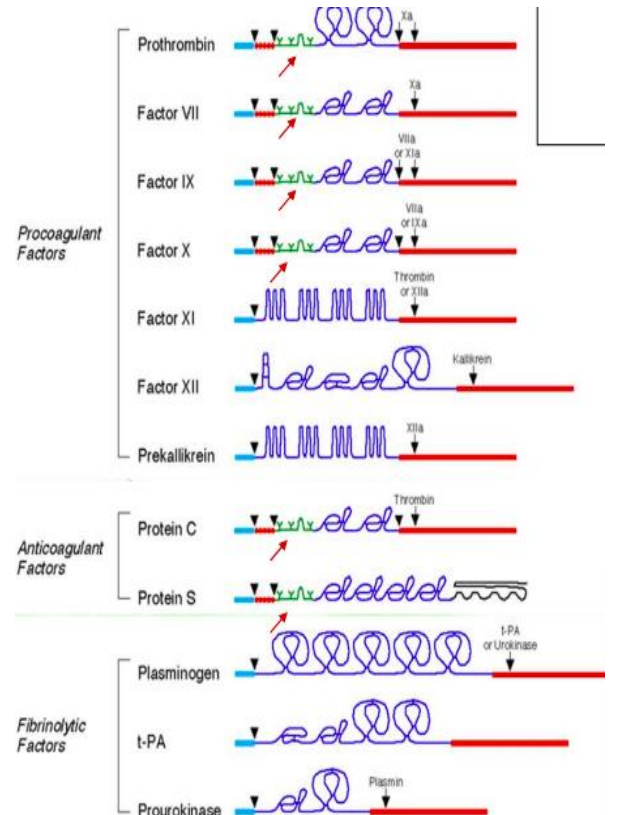 Xa
Prothrombin
Xa
Factor VII
VIIa
or XIa
Factor IX
VIIa
or IXa
Procoagulant
Factors
Factor X
Thrombin
or XIIa
Factor XI
Kallikrein
Factor XII
XIIa
Prekallikrein
Thrombin
Protein C
Anticoagulant
Factors
Protein S
t-PA
or Urokinase
Plasminogen
Fibrinolytic
Factors
t-PA
Plasmin
Prourokinase